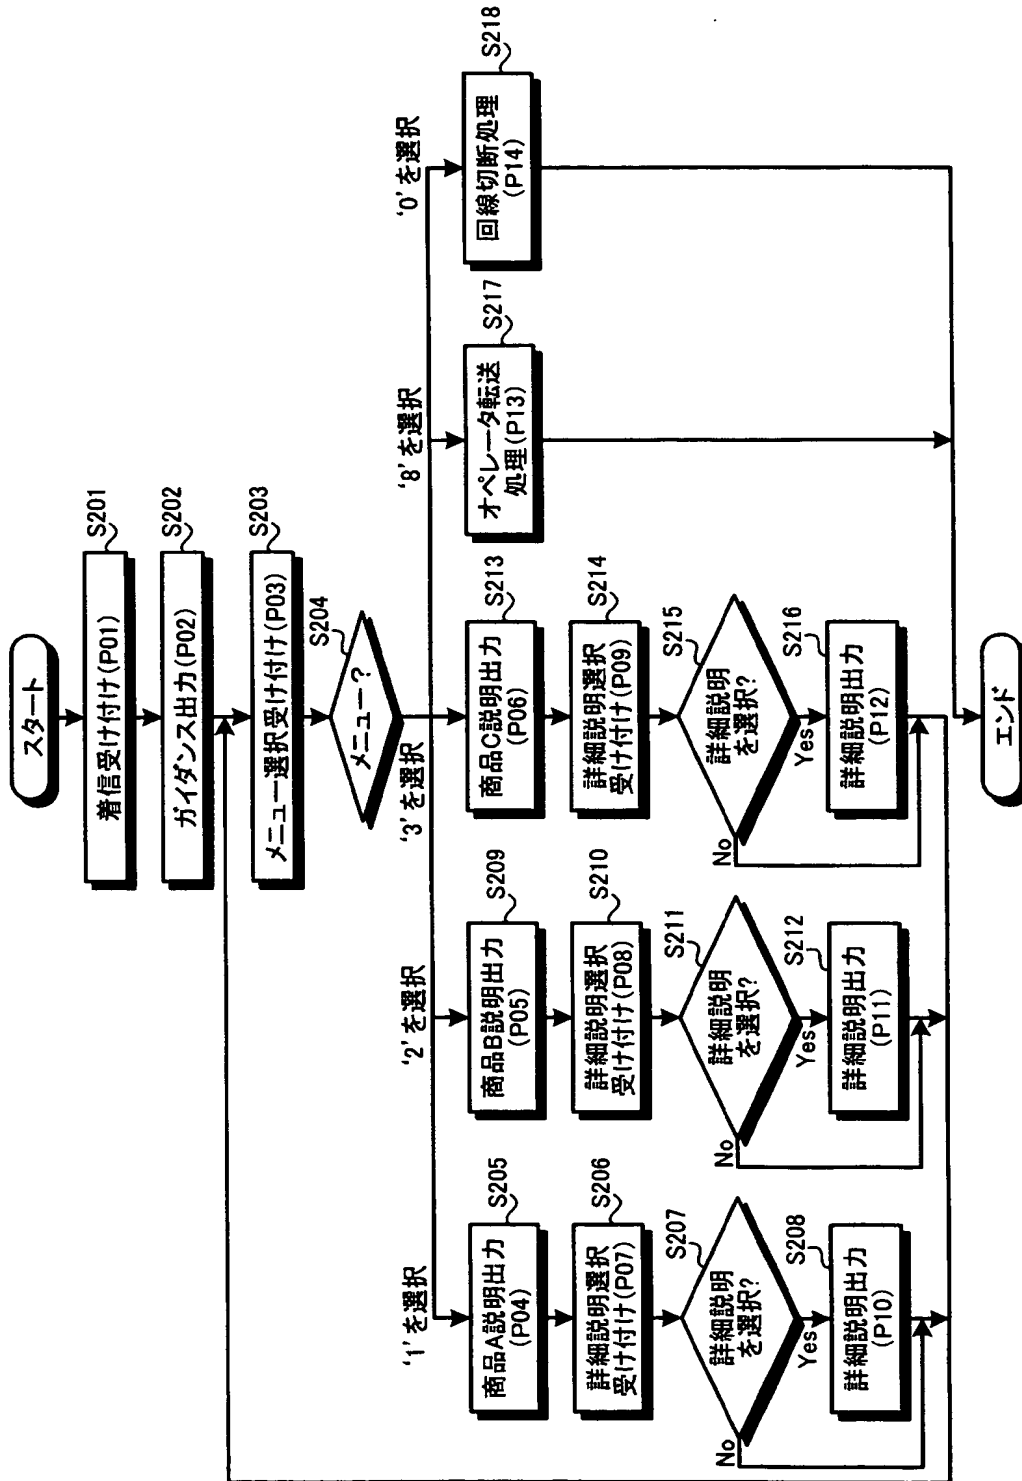 スタート
着信受け付け(P01)
S201
ガイダンス出力(P02)
S202
メニュー選択受け付け(P03)
S203
メニュー?
S204
‘1’を選択
‘2’を選択
‘3’を選択
‘8’を選択
‘0’を選択
商品A説明出力
(P04)
S205
詳細説明選択
受け付け(P07)
S206
詳細説明
を選択?
S207
No
Yes
詳細説明出力
(P10)
S208
商品B説明出力
(P05)
S209
詳細説明選択
受け付け(P08)
S210
詳細説明
を選択?
S211
No
Yes
詳細説明出力
(P11)
S212
商品C説明出力
(P06)
S213
詳細説明選択
受け付け(P09)
S214
詳細説明
を選択?
S215
No
Yes
詳細説明出力
(P12)
S216
オペレータ転送
処理(P13)
S217
回線切断処理
(P14)
S218
エンド